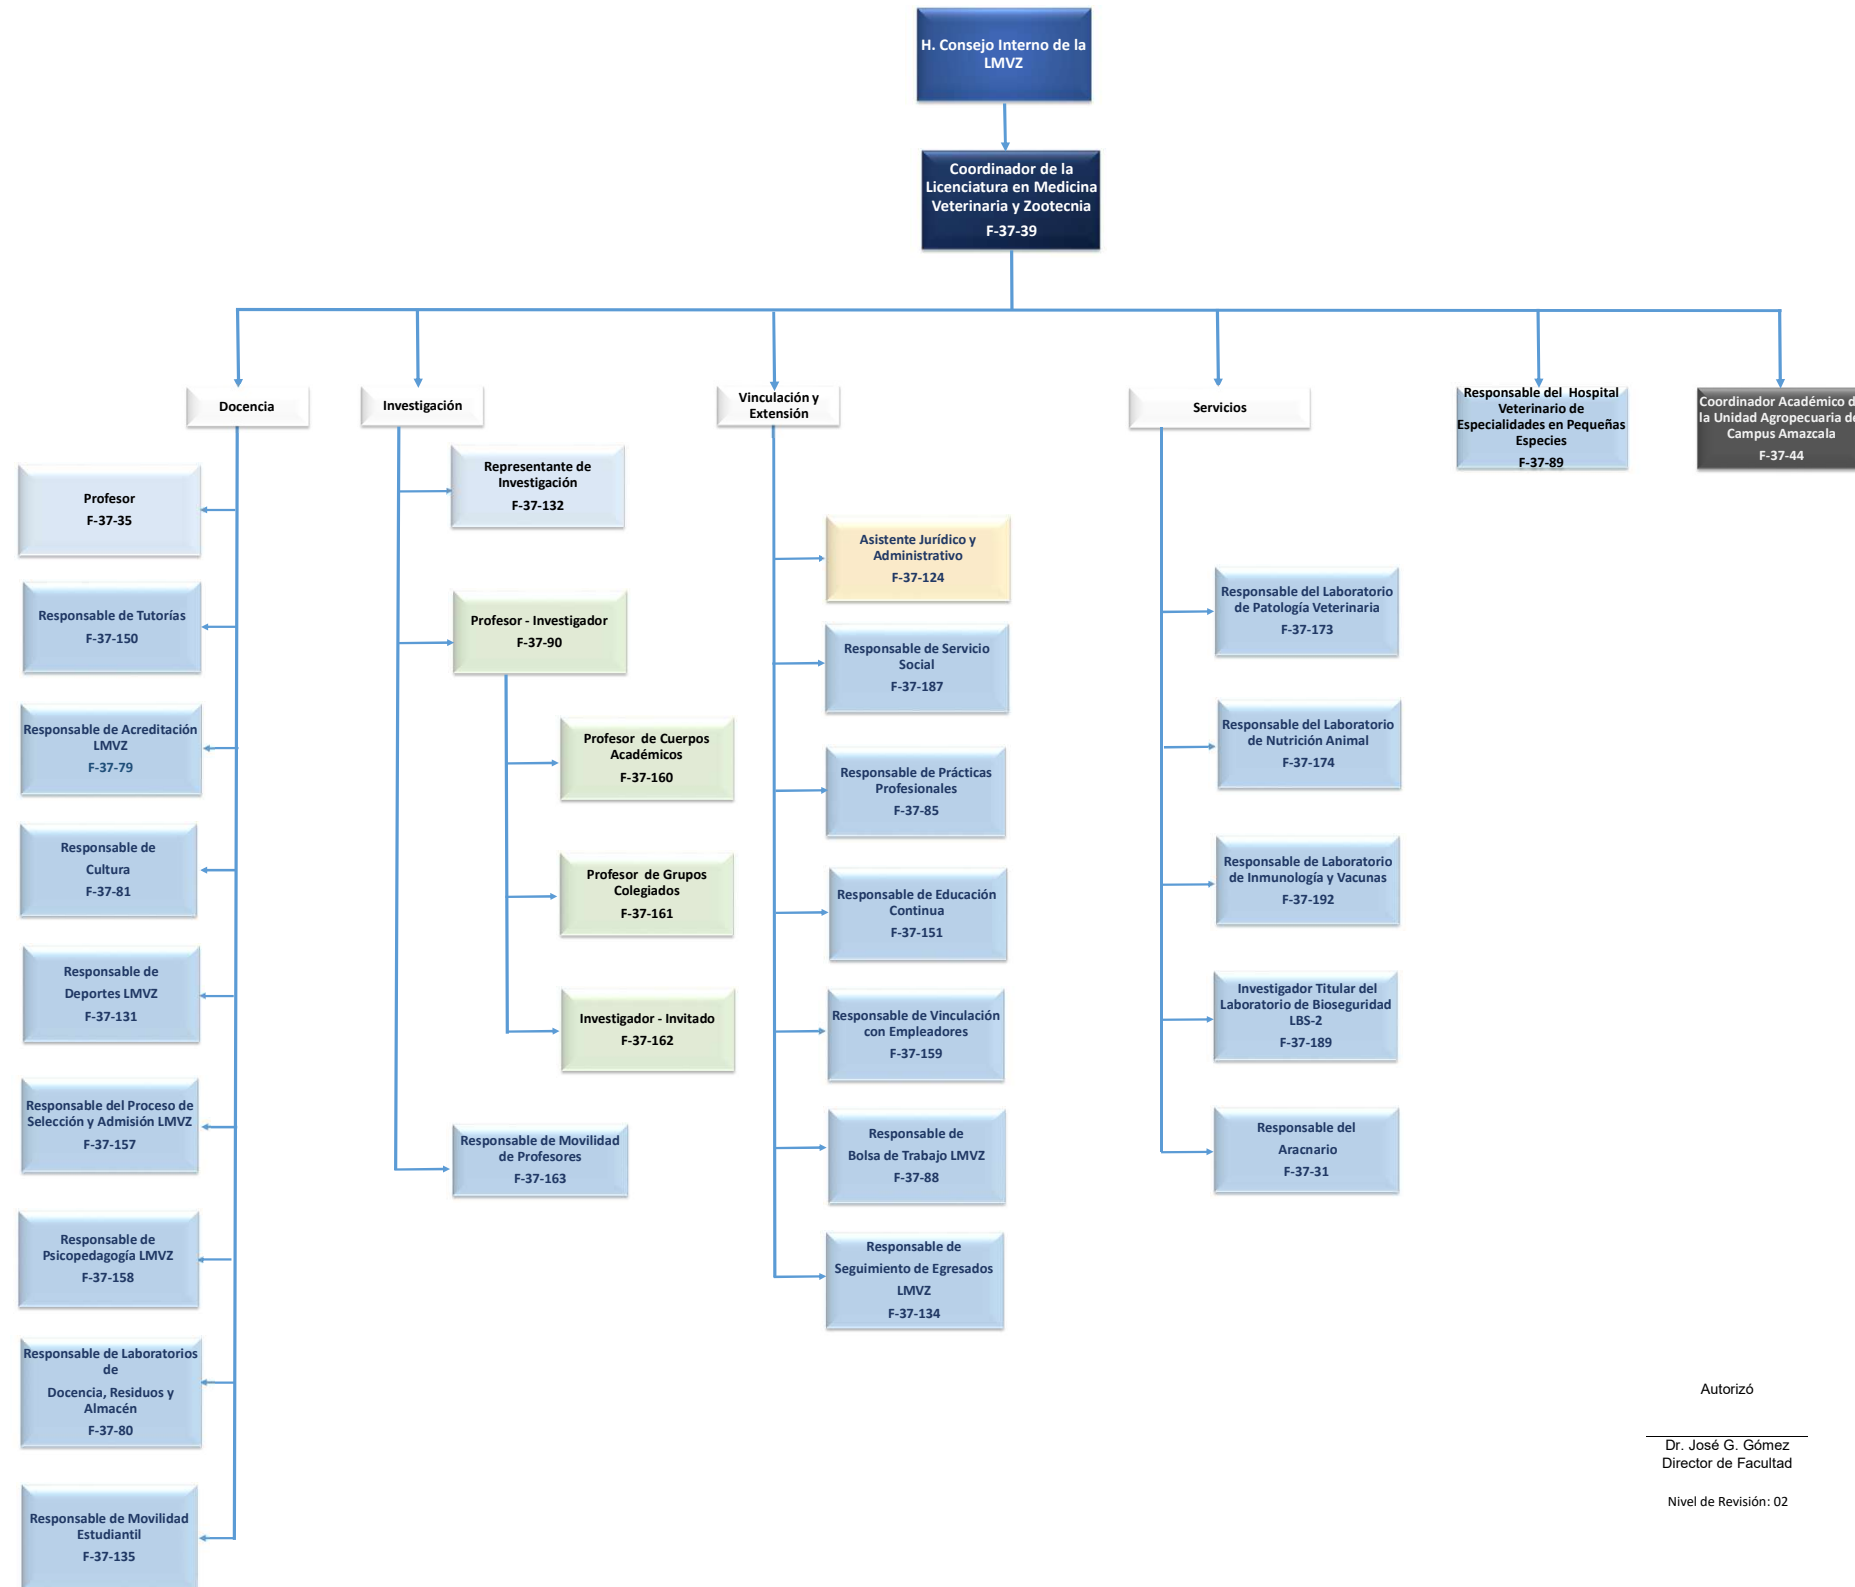 H. Consejo Interno de la
LMVZ
Coordinador de la
Licenciatura en Medicina
Veterinaria y Zootecnia
F-37-39
Docencia
Profesor
F-37-35
Responsable de Tutorías
F-37-150
Responsable de Acreditación
LMVZ
F-37-79
Responsable de
Cultura
F-37-81
Responsable de
Deportes LMVZ
F-37-131
Responsable del Proceso de
Selección y Admisión LMVZ
F-37-157
Responsable de
Psicopedagogía LMVZ
F-37-158
Responsable de Laboratorios
de
Docencia, Residuos y
Almacén
F-37-80
Responsable de Movilidad
Estudiantil
F-37-135
Investigación
Representante de
Investigación
F-37-132
Profesor - Investigador
F-37-90
Profesor de Cuerpos
Académicos
F-37-160
Profesor de Grupos
Colegiados
F-37-161
Investigador - Invitado
F-37-162
Responsable de Movilidad
de Profesores
F-37-163
Vinculación y
Extensión
Asistente Jurídico y
Administrativo
F-37-124
Responsable de Servicio
Social
F-37-187
Responsable de Prácticas
Profesionales
F-37-85
Responsable de Educación
Continua
F-37-151
Responsable de Vinculación
con Empleadores
F-37-159
Responsable de
Bolsa de Trabajo LMVZ
F-37-88
Responsable de
Seguimiento de Egresados
LMVZ
F-37-134
Servicios
Responsable del Laboratorio
de Patología Veterinaria
F-37-173
Responsable del Laboratorio
de Nutrición Animal
F-37-174
Responsable de Laboratorio
de Inmunología y Vacunas
F-37-192
Investigador Titular del
Laboratorio de Bioseguridad
LBS-2
F-37-189
Responsable del
Aracnario
F-37-31
Responsable del Hospital
Veterinario de
Especialidades en Pequeñas
Especies
F-37-89
Coordinador Académico d
la Unidad Agropecuaria de
Campus Amazcala
F-37-44
Autorizó
Dr. José G. Gómez
Director de Facultad
Nivel de Revisión: 02